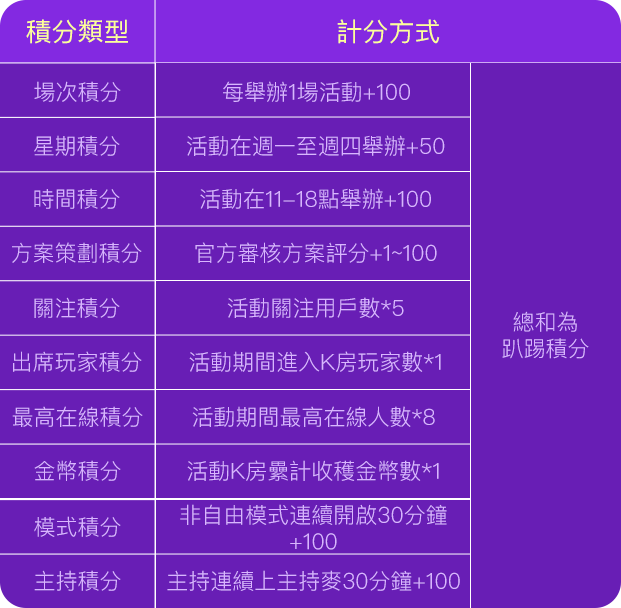 積分類型
計分方式
場次積分
每舉辦1場活動+100
星期積分
活動在週一至週四舉辦+50
時間積分
活動在11–18點舉辦+100
方案策劃積分
官方審核方案評分+1~100
關注積分
活動關注用戶數*5
出席玩家積分
活動期間進入K房玩家數*1
最高在線積分
活動期間最高在線人數*8
金幣積分
活動K房纍計收穫金幣數*1
模式積分
非自由模式連續開啟30分鐘
+100
主持積分
主持連續上主持麥30分鐘+100
總和為
趴踢積分